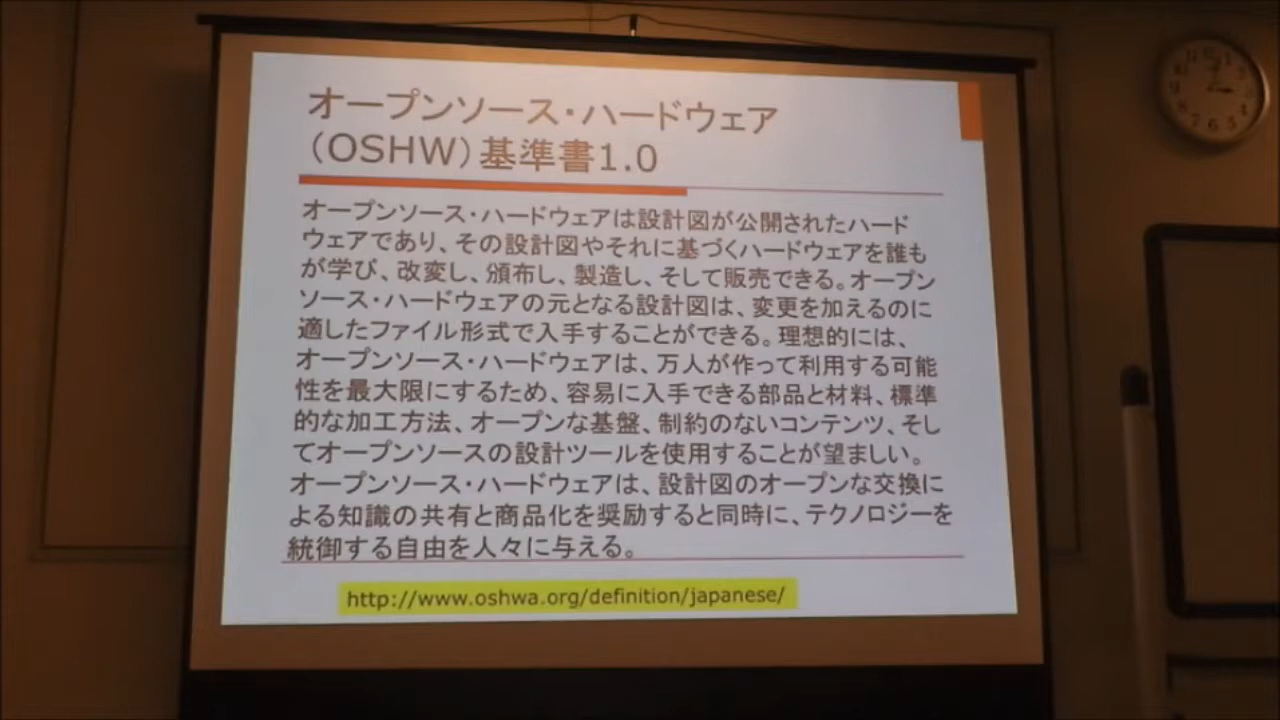 オープンソース・ハードウェア
（OSHW）基準書1.0
オープンソース・ハードウェアは設計図が公開されたハード
ウェアであり、その設計図やそれに基づくハードウェアを誰も
が学び、改変し、頒布し、製造し、そして販売できる。オープン
ソース・ハードウェアの元となる設計図は、変更を加えるのに
適したファイル形式で入手することができる。理想的には、
オープンソース・ハードウェアは、万人が作って利用する可能
性を最大限にするため、容易に入手できる部品と材料、標準
的な加工方法、オープンな基盤、制約のないコンテンツ、そし
てオープンソースの設計ツールを使用することが望ましい。
オープンソース・ハードウェアは、設計図のオープンな交換に
よる知識の共有と商品化を奨励すると同時に、テクノロジーを
統御する自由を人々に与える。
http://www.oshwa.org/definition/japanese/